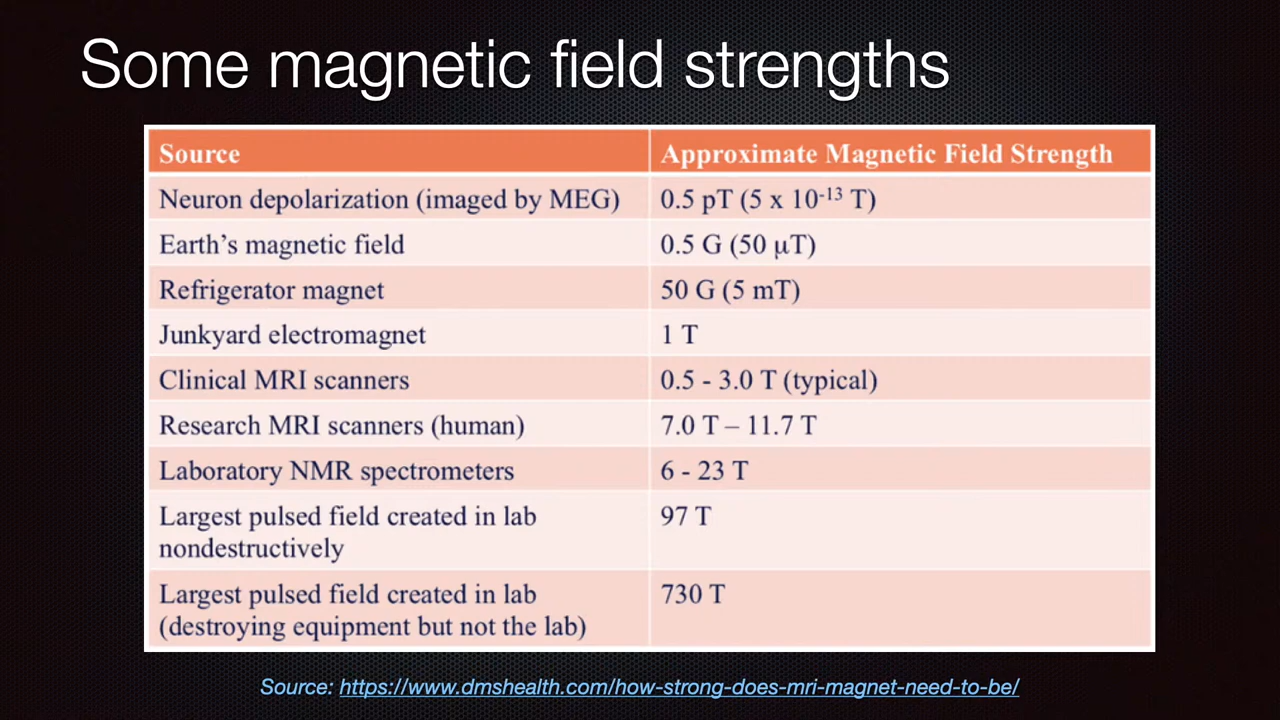 Some magnetic field strengths
Source Approximate Magnetic Field Strength
Neuron depolarization (imaged by MEG) 0.5 pT (5 x 10⁻¹³ T)
Earth’s magnetic field 0.5 G (50 μT)
Refrigerator magnet 50 G (5 mT)
Junkyard electromagnet 1 T
Clinical MRI scanners 0.5 - 3.0 T (typical)
Research MRI scanners (human) 7.0 T – 11.7 T
Laboratory NMR spectrometers 6 - 23 T
Largest pulsed field created in lab 97 T
nondestructively
Largest pulsed field created in lab 730 T
(destroying equipment but not the lab)
Source: https://www.dmshealth.com/how-strong-does-mri-magnet-need-to-be/